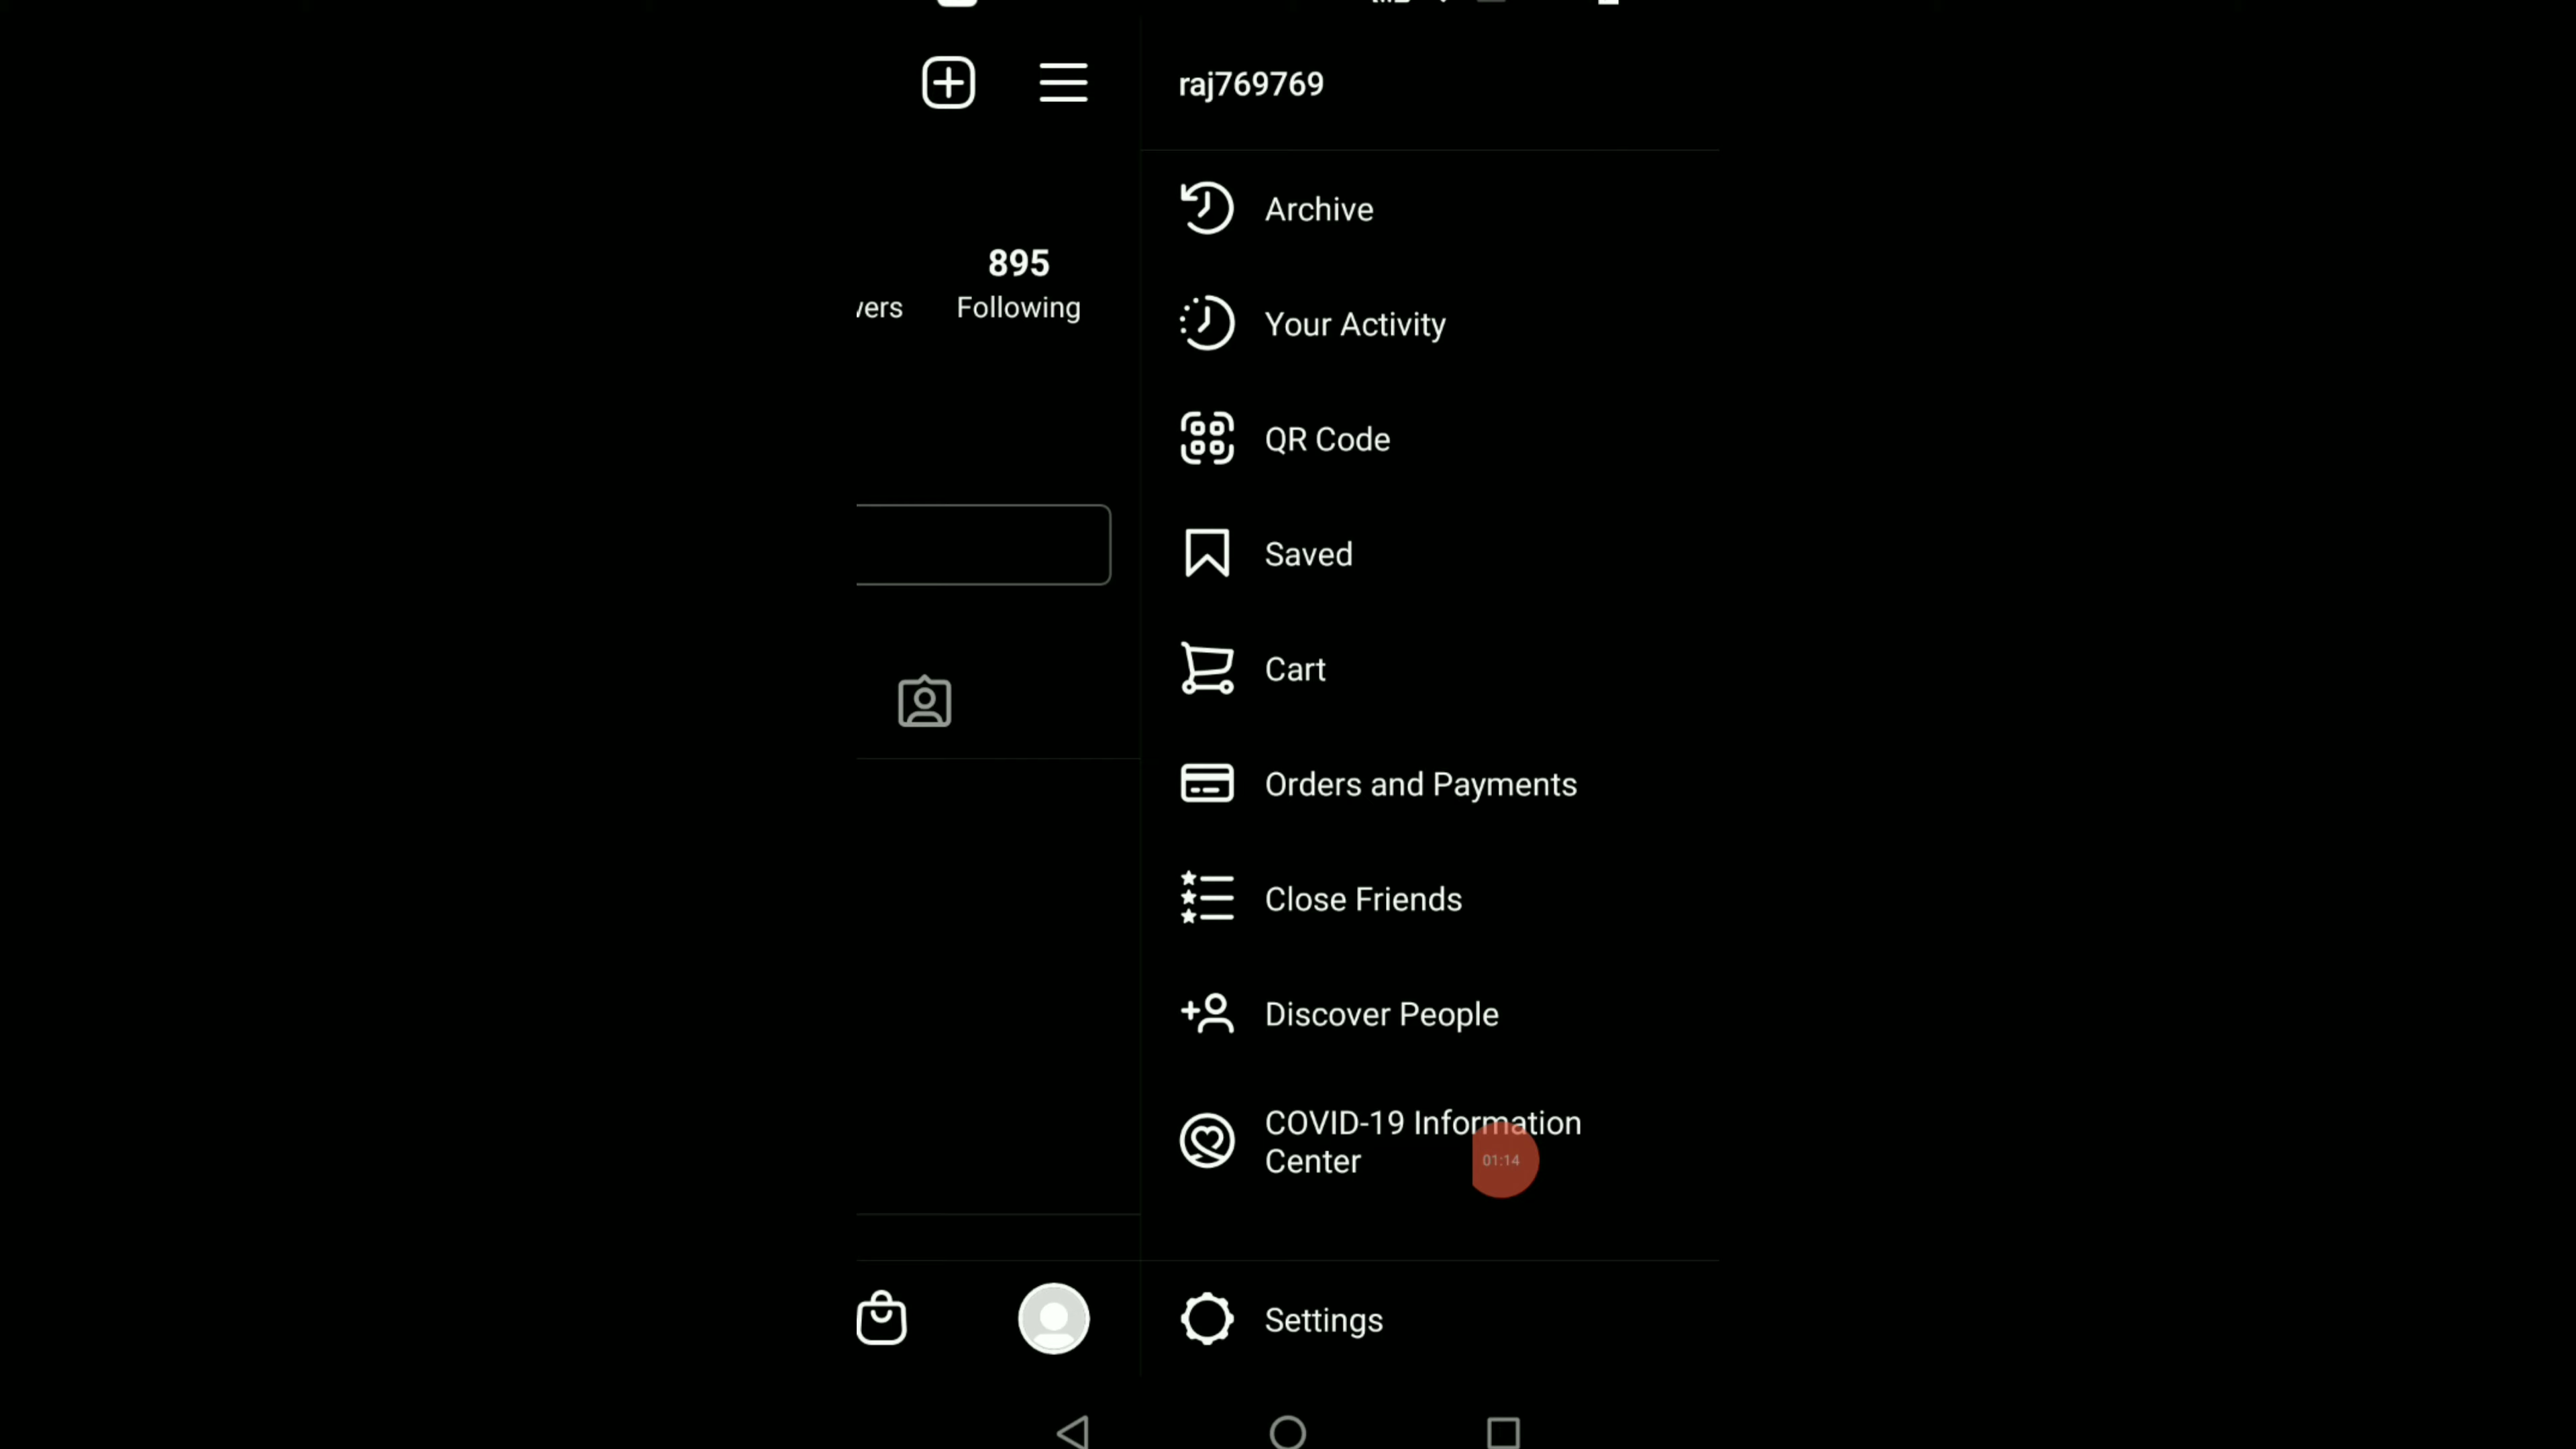 raj769769
895
Following
Archive
Your Activity
QR Code
Saved
Cart
Orders and Payments
Close Friends
Discover People
COVID-19 Information
Center
01:14
Settings